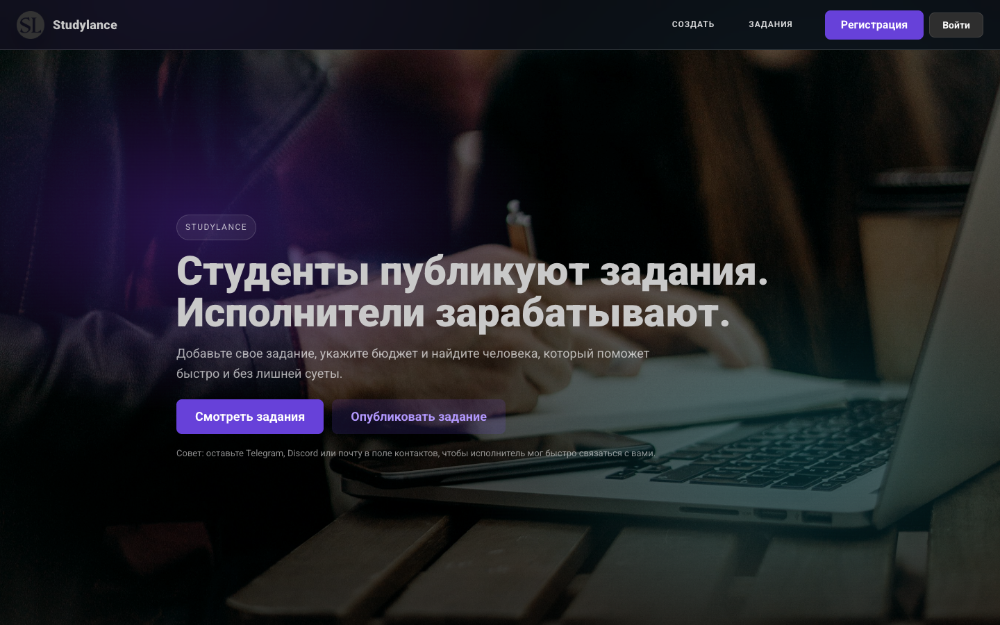 SL
Studylance
СОЗДАТЬ
ЗАДАНИЯ
Регистрация
Войти
STUDYLANCE
Студенты публикуют задания.
Исполнители зарабатывают.
Добавьте свое задание, укажите бюджет и найдите человека, который поможет
быстро и без лишней суеты.
Смотреть задания
Опубликовать задание
Совет: оставьте Telegram, Discord или почту в поле контактов, чтобы исполнитель мог быстро связаться с вами.